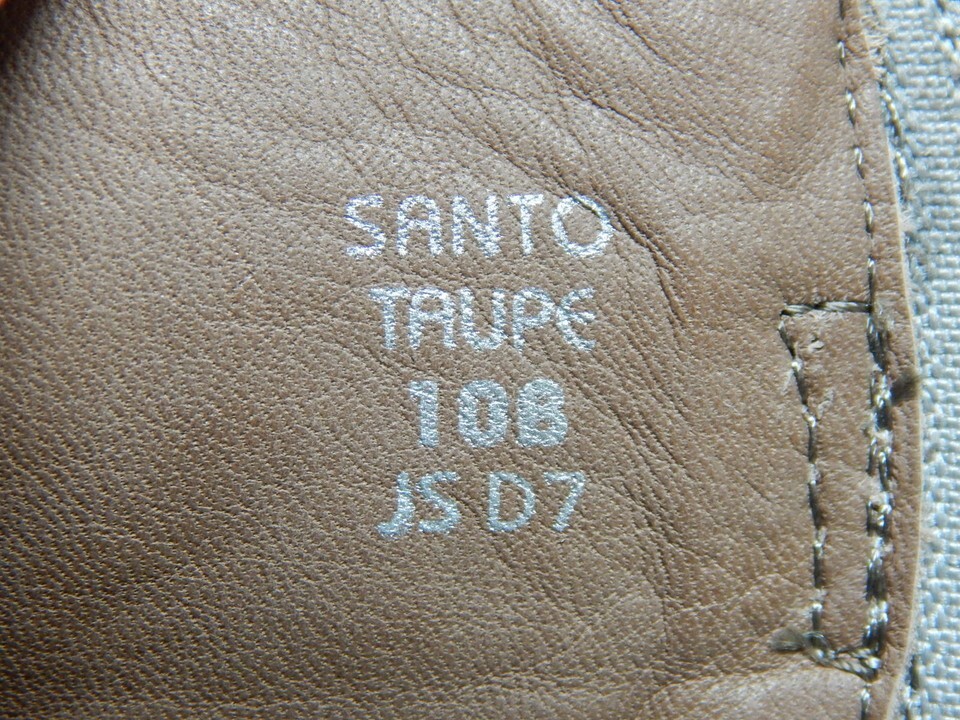 SANTO
TAUPE
10B
JS D7